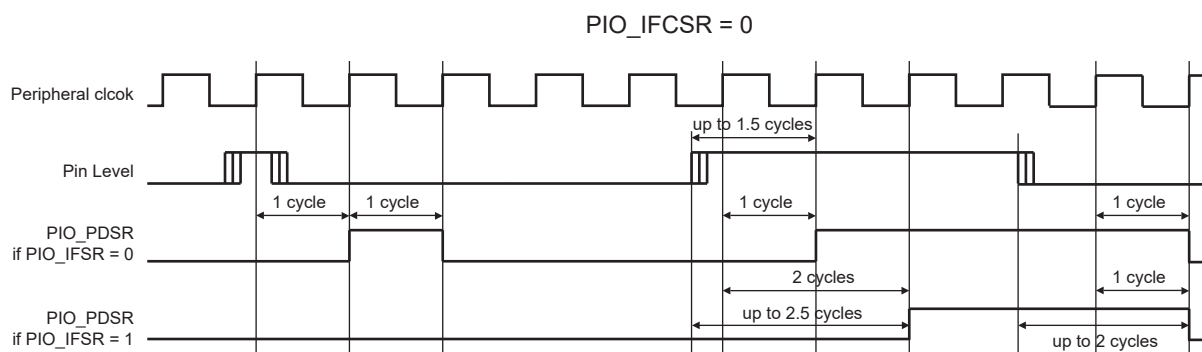 PIO_IFCSR = 0
Peripheral clcok
up to 1.5 cycles
Pin Level
1 cycle
1 cycle
1 cycle
1 cycle
PIO_PDSR
if PIO_IFSR = 0
2 cycles
1 cycle
PIO_PDSR
if PIO_IFSR = 1
up to 2.5 cycles
up to 2 cycles